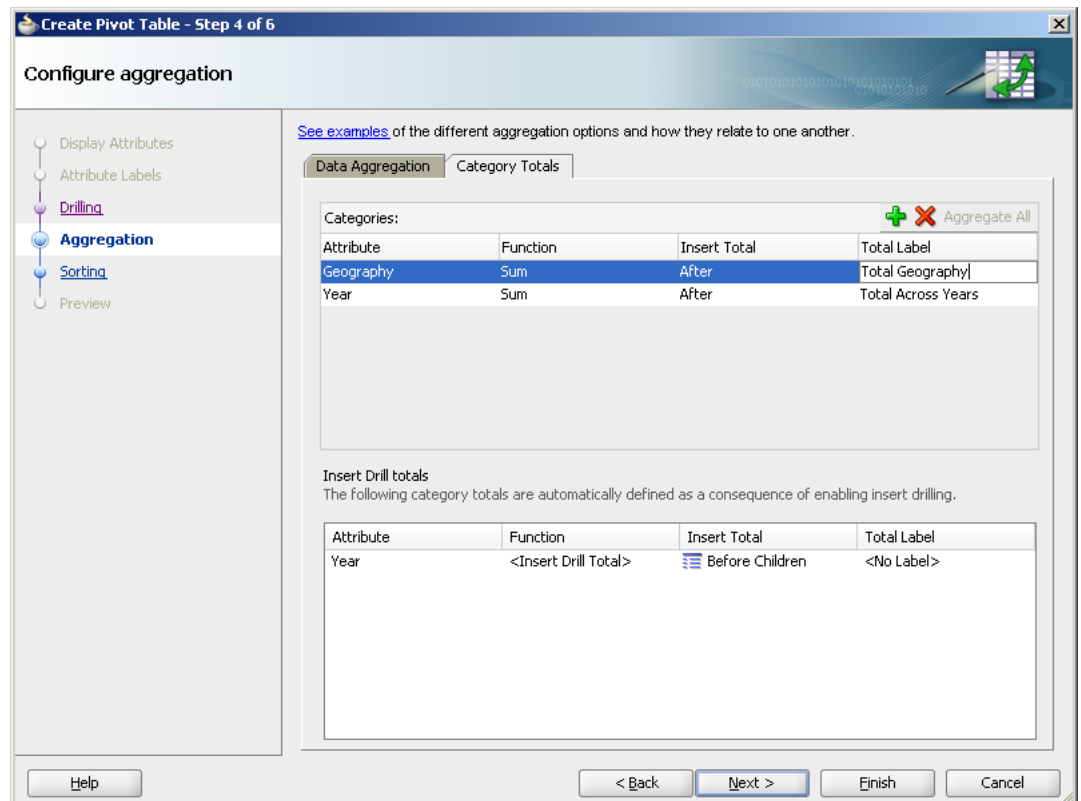 Create Pivot Table - Step 4 of 6
Configure aggregation
Display Attributes
Attribute Labels
Drilling
Aggregation
Sorting
Preview
See examples of the different aggregation options and how they relate to one another.
Data Aggregation Category Totals
Categories: Aggregate All
Attribute Function Insert Total Total Label
Geography Sum After Total Geography
Year Sum After Total Across Years
Insert Drill totals
The following category totals are automatically defined as a consequence of enabling insert drilling.
Attribute Function Insert Total Total Label
Year <Insert Drill Total> Before Children <No Label>
Help < Back Next > Finish Cancel